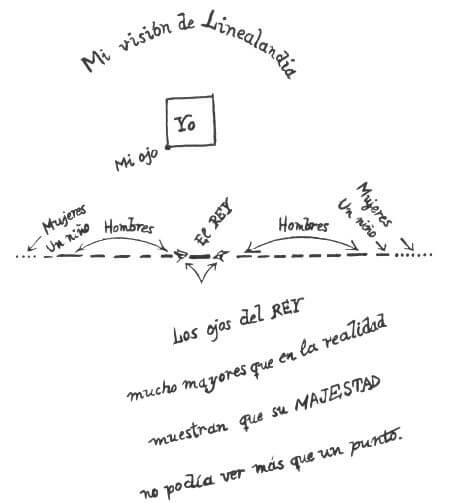 Mi visión de Linealandia
Yo
Mi ojo
Mujeres
Un niño
Hombres
El REY
Hombres
Mujeres
Un niño
Los ojos del REY
mucho mayores que en la realidad
muestran que su MAJESTAD
no podía ver más que un punto.